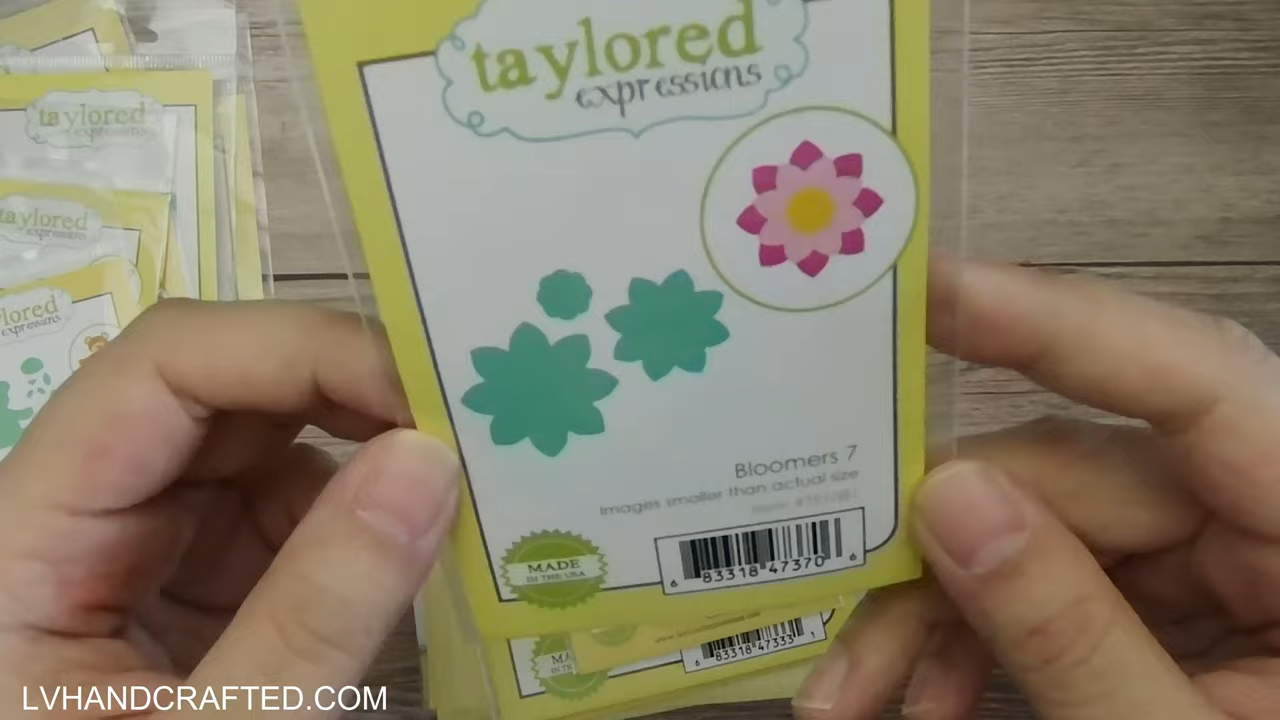 taylored
expressions
taylored
expressions
taylored
expressions
expressions
Bloomers 7
Images smaller than actual size
MADE
IN THE USA
6 83318 47370 6
6 83318 47333 1
LVHANDCRAFTED.COM